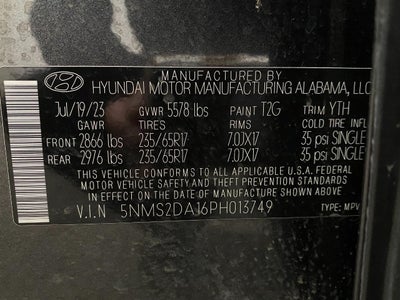 MANUFACTURED BY
HYUNDAI MOTOR MANUFACTURING ALABAMA, LLC
Jul/19/23 GVWR 5578 lbs PAINT T2G TRIM YTH
GAWR TIRES RIMS COLD TIRE INFL
FRONT 2866 lbs 235/65R17 7.0JX17 35 psi SINGLE
REAR 2976 lbs 235/65R17 7.0JX17 35 psi SINGLE
THIS VEHICLE CONFORMS TO ALL APPLICABLE U.S.A. FEDERAL
MOTOR VEHICLE SAFETY AND THEFT PREVENTION STANDARDS
IN EFFECT ON THE DATE OF MANUFACTURE SHOWN ABOVE.
V.I.N 5NMS2DAJ6PH013749 TYPE: MPV